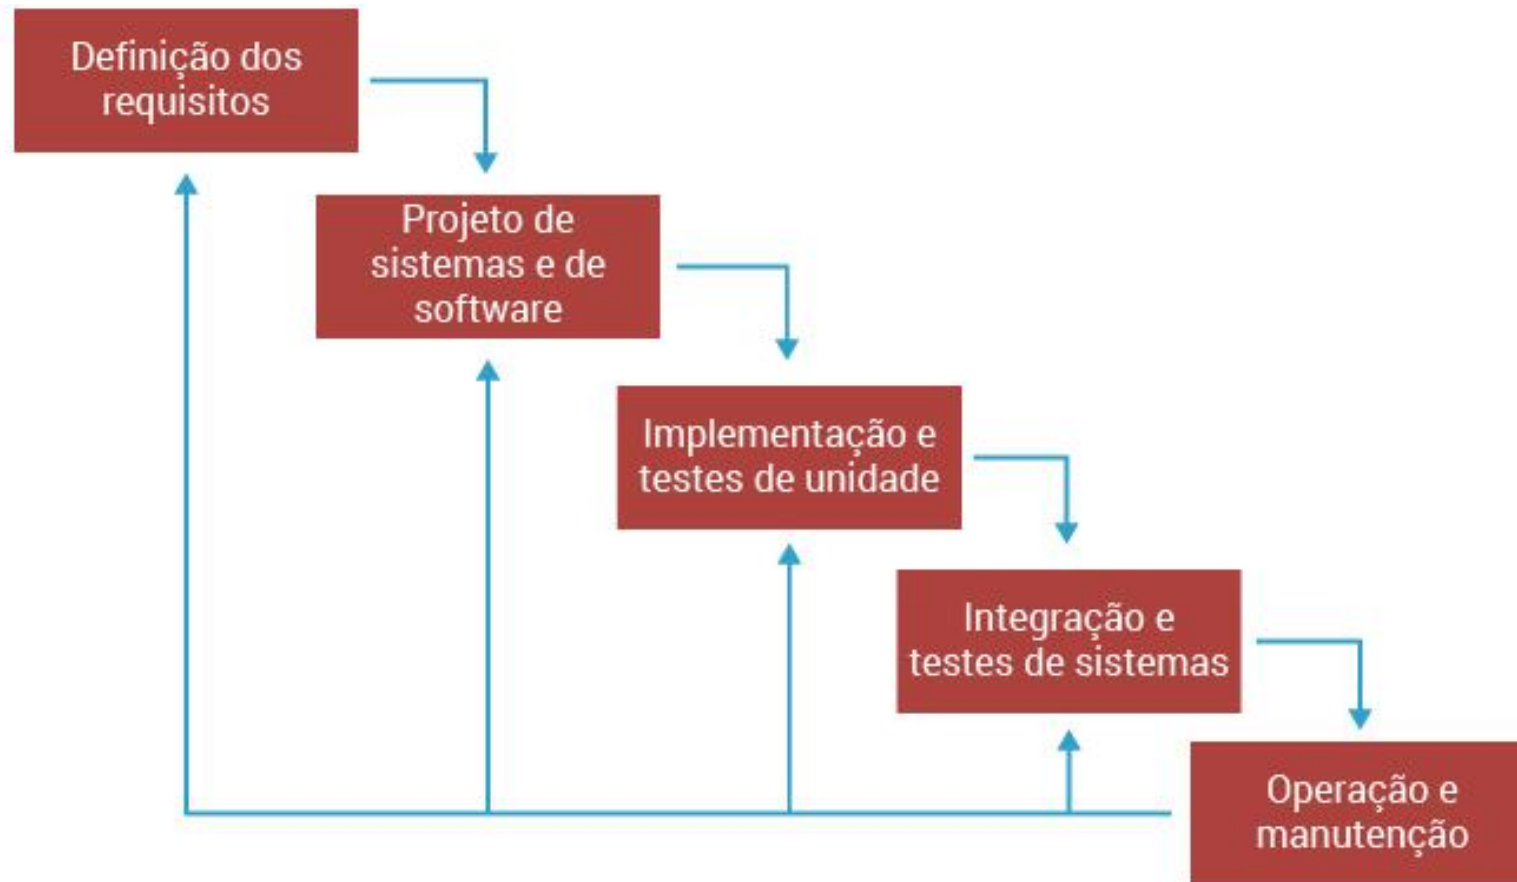 Definição dos
requisitos
Projeto de
sistemas e de
software
Implementação e
testes de unidade
Integração e
testes de sistemas
Operação e
manutenção